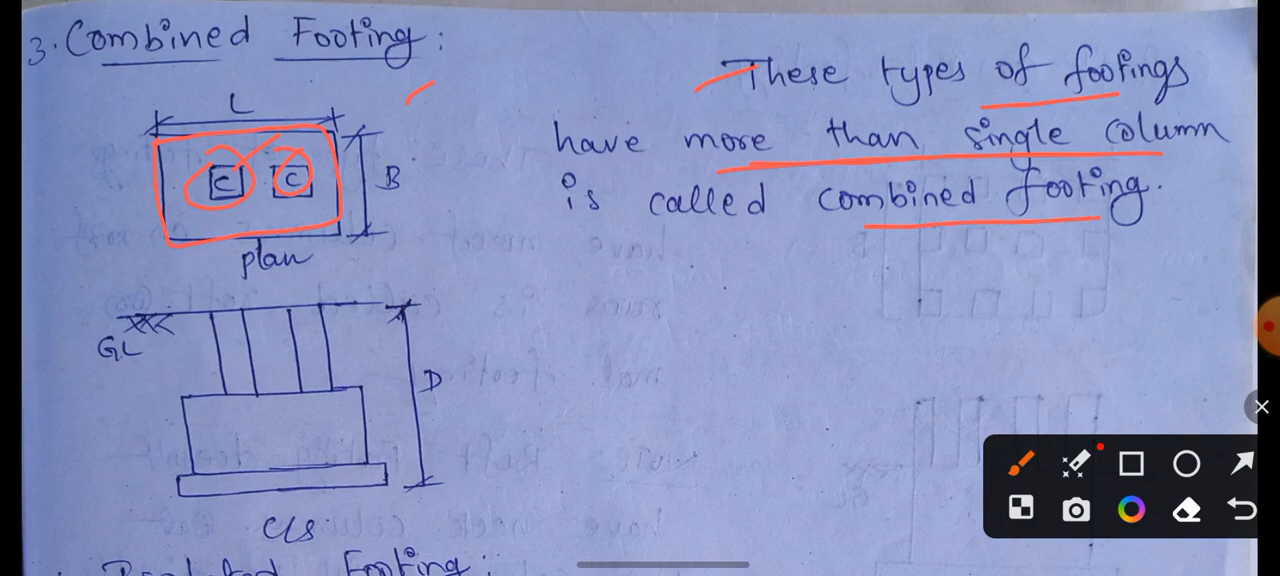 3. Combined Footing:
These types of footings
have more than single column
is called combined footing.
L
C C
B
plan
GL
D
C/S
Footing: